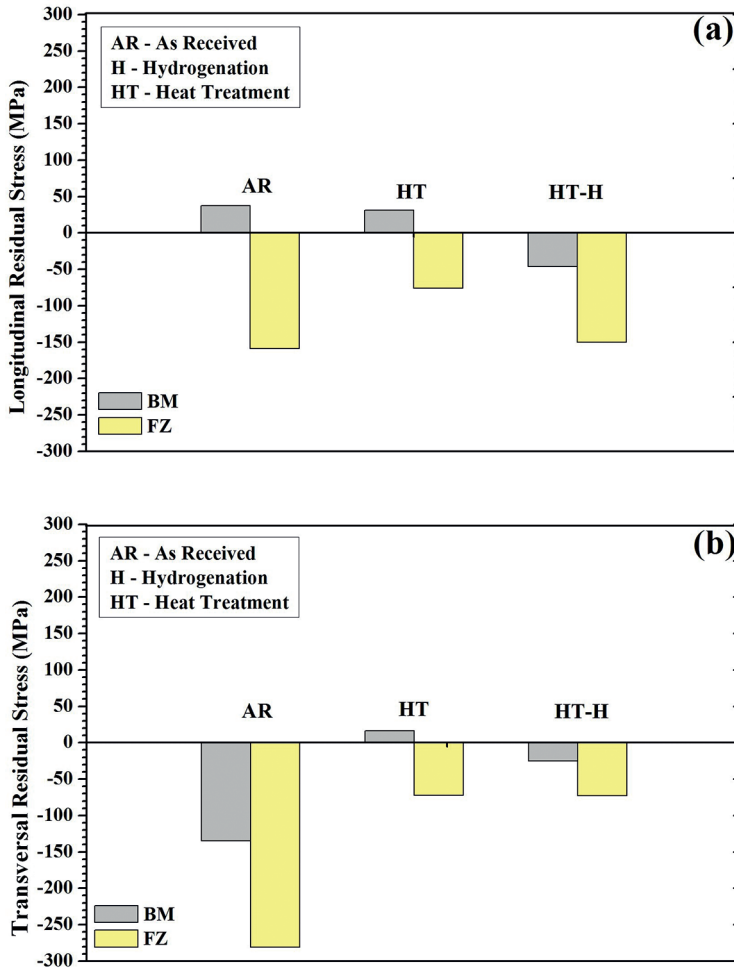 (a)
AR - As Received
H - Hydrogenation
HT - Heat Treatment
Longitudinal Residual Stress (MPa)
300
250
200
150
100
50
0
-50
-100
-150
-200
-250
-300
AR
HT
HT-H
BM
FZ
(b)
AR - As Received
H - Hydrogenation
HT - Heat Treatment
Transversal Residual Stress (MPa)
300
250
200
150
100
50
0
-50
-100
-150
-200
-250
-300
AR
HT
HT-H
BM
FZ